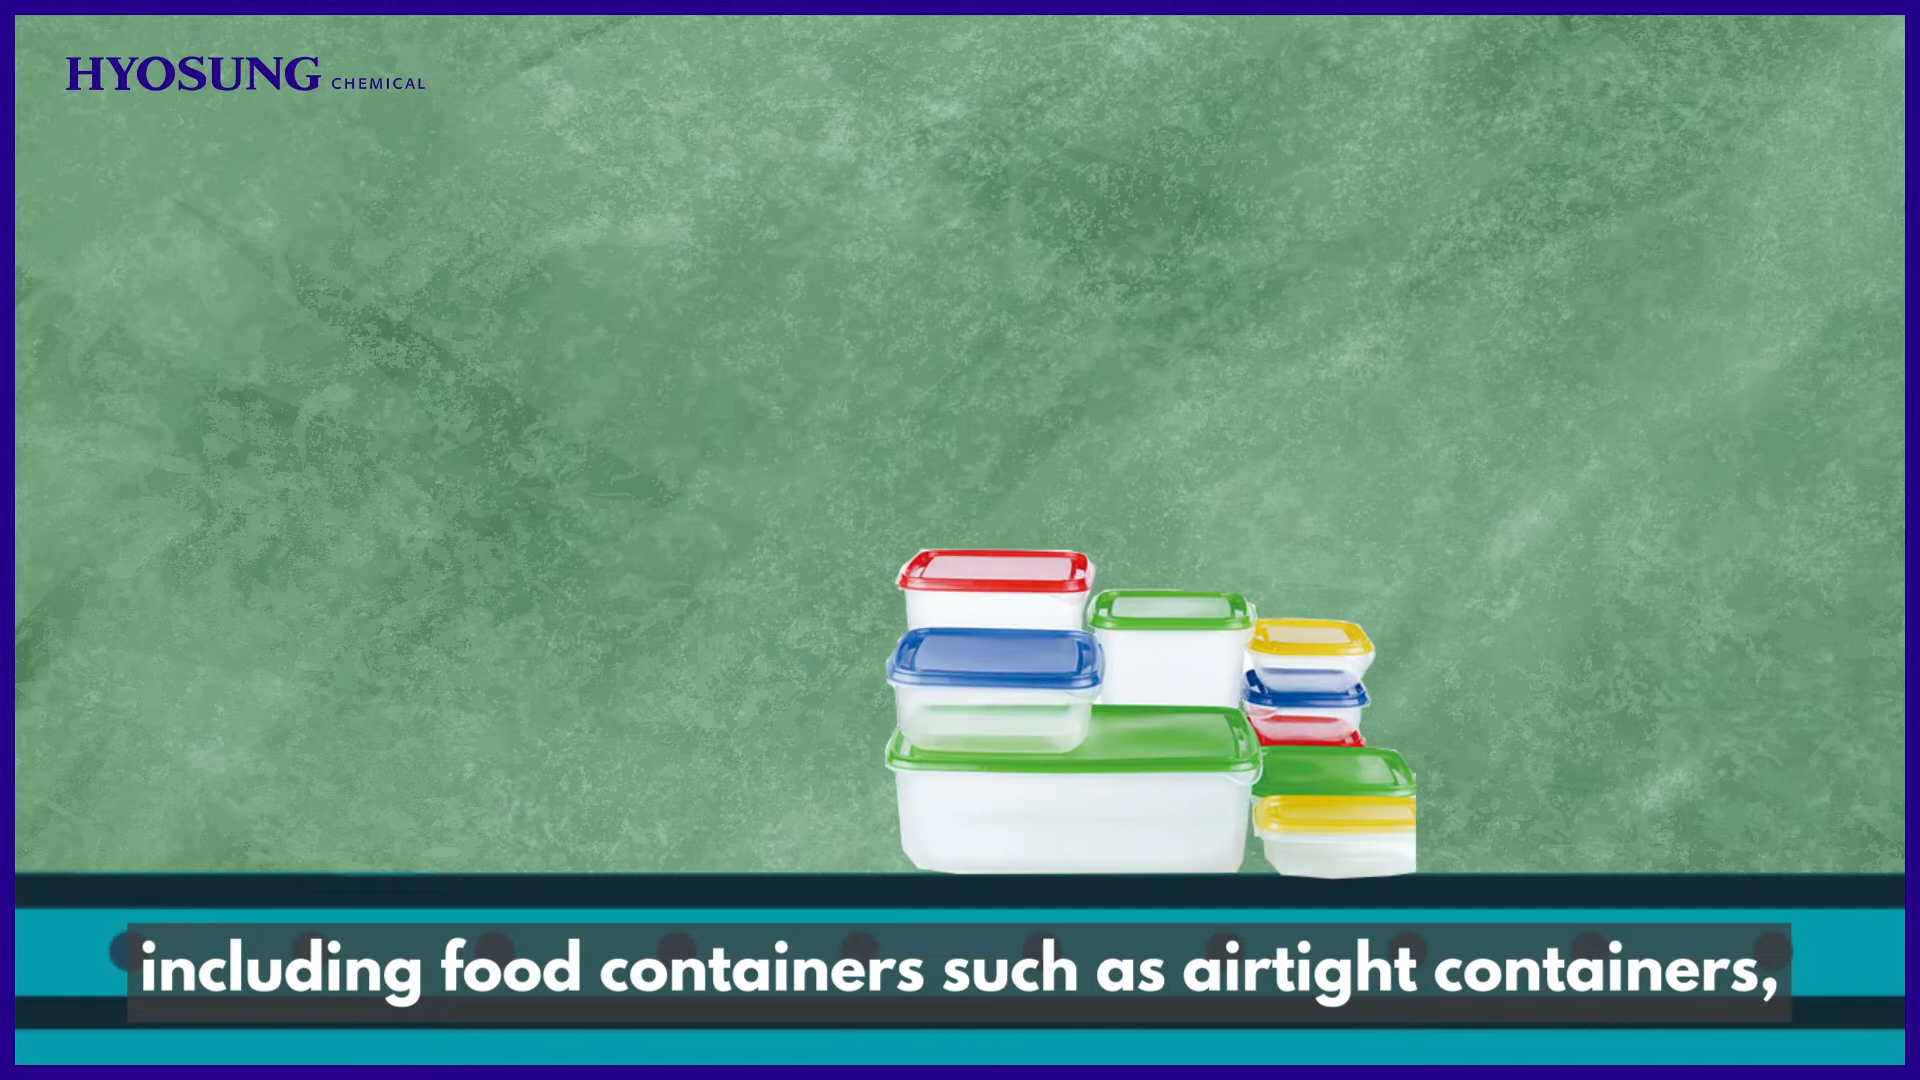 HYOSUNG CHEMICAL
including food containers such as airtight containers,